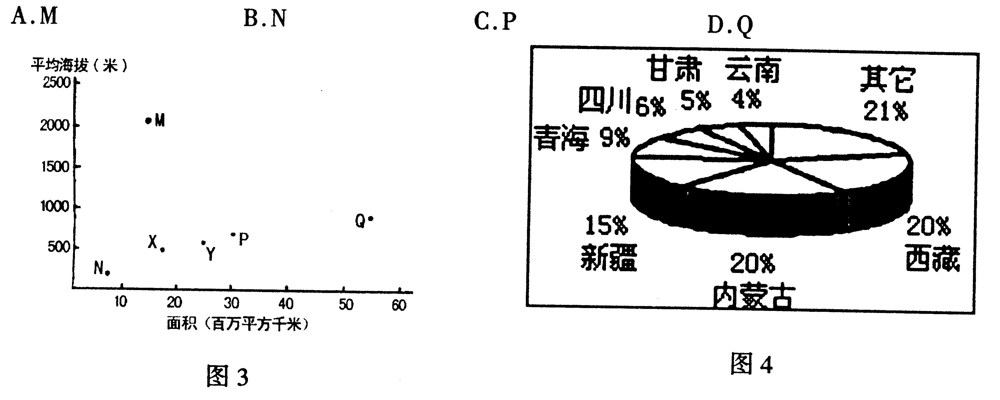 A.M B.N C.P D.Q
平均海拔(米)
2500
2000
1500
1000
500
M
X
Y
P
Q
N
10 20 30 40 50 60
面积(百万平方千米)
图 3
甘肃 云南 其它
四川 6% 5% 4% 21%
青海 9%
15% 20%
新疆 20% 西藏
内蒙古
图 4